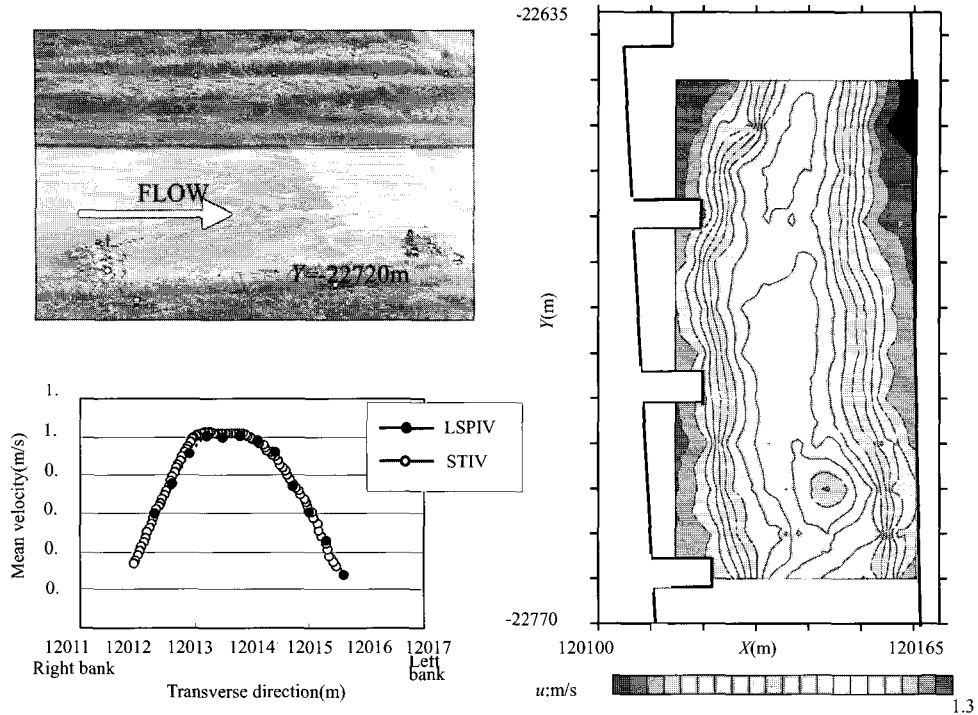 FLOW
Y=-22720m
1.
1.
0.
0.
0.
0.
Mean velocity(m/s)
LSPIV
STIV
12011 12012 12013 12014 12015 12016 12017
Right bank
Left
bank
Transverse direction(m)
-22635
Y(m)
-22770
120100
X(m)
120165
u:m/s
1.3